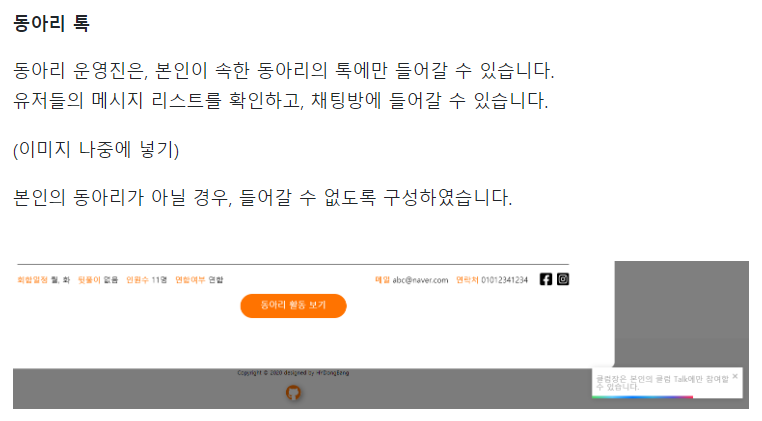 동아리 톡
동아리 운영진은, 본인이 속한 동아리의 톡에만 들어갈 수 있습니다.
유저들의 메시지 리스트를 확인하고, 채팅방에 들어갈 수 있습니다.
(이미지 나중에 넣기)
본인의 동아리가 아닐 경우, 들어갈 수 없도록 구성하였습니다.
회합일정 월, 화 뒷풀이 없음 인원수 11명 면접여부 면접 메일 abc@naver.com 연락처 01012341234
동아리 활동 보기
Copyright © 2020 designed by
클럽장은 본인의 클럽 Talk에만 참여할
수 있습니다.